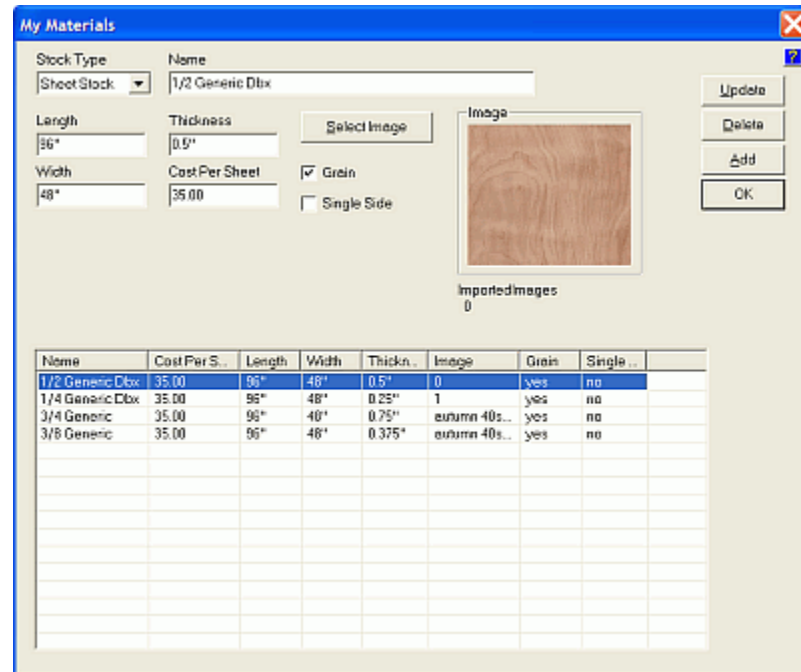 My Materials
Stock Type Name
Sheet Stock 1/2 Generic Dbx
Update
Length Thickness Select Image Image Delete
96" 0.5"
Add
Width Cost Per Sheet Grain
48" 35.00 OK
Single Side
Imported Images
0
Name Cost Per S... Length Width Thickn... Image Grain Single ...
1/2 Generic Dbx 35.00 96" 48" 0.5" 0 yes no
1/4 Generic Dbx 35.00 96" 48" 0.25" 1 yes no
3/4 Generic 35.00 96" 48" 0.75" autumn 40s... yes no
3/8 Generic 35.00 96" 48" 0.375" autumn 40s... yes no